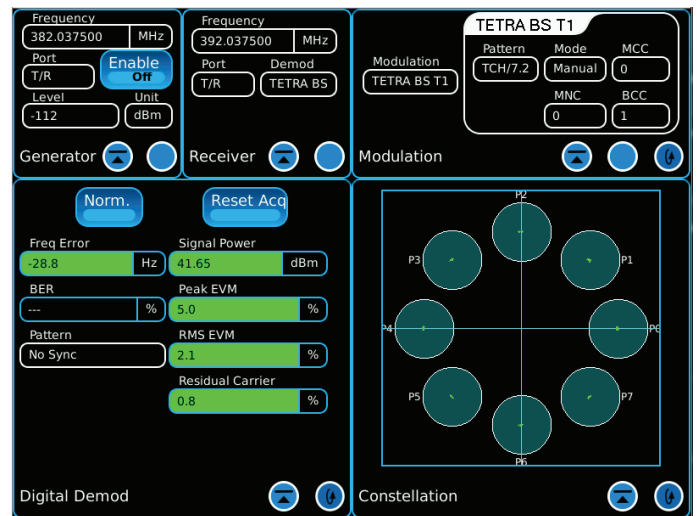 Frequency
382.037500 MHz
Port
Enable
Off
T/R
Level Unit
-112 dBm
Generator
Frequency
392.037500 MHz
Port Demod
T/R TETRA BS
Receiver
TETRA BS T1
Modulation
TETRA BS T1
Pattern Mode MCC
TCH/7.2 Manual 0
MNC BCC
0 1
Modulation
Norm. Reset Acq
Freq Error Signal Power
-28.8 Hz 41.65 dBm
BER Peak EVM
--- % 5.0 %
Pattern RMS EVM
No Sync 2.1 %
Residual Carrier
0.8 %
Digital Demod
P2
P3 P1
P4 P0
P5 P7
P6
Constellation